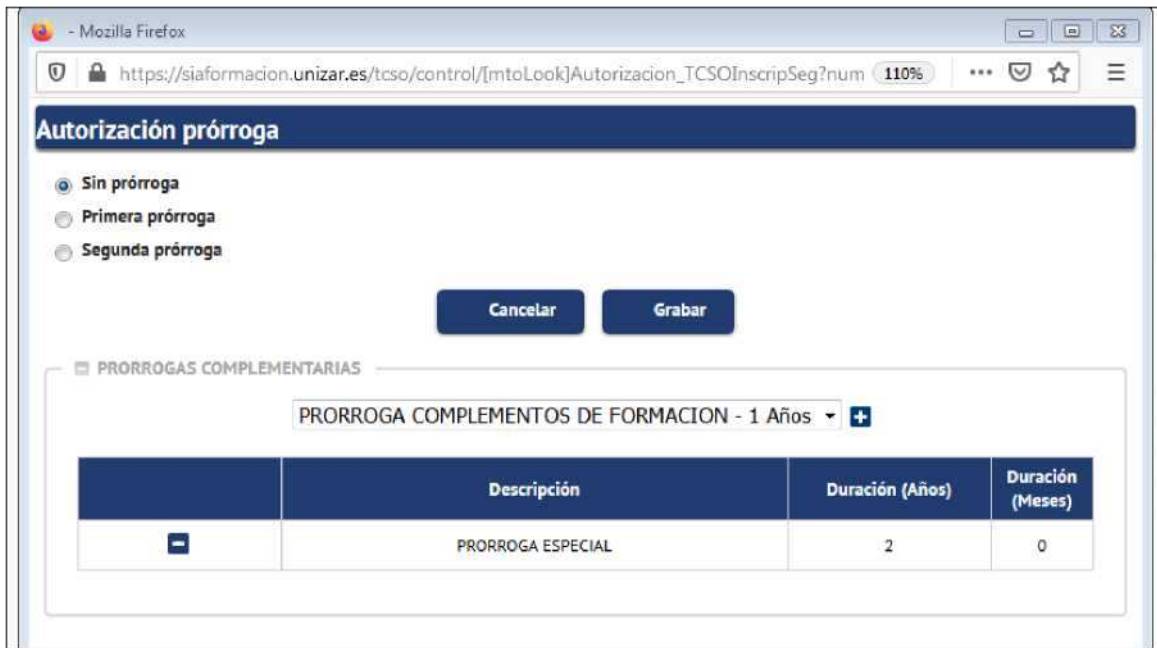 - Mozilla Firefox
https://siaformacion.unizar.es/tcso/control/[mtoLook]Autorizacion_TCSOInscripSeg?num 110%
Autorización prórroga
Sin prórroga
Primera prórroga
Segunda prórroga
Cancelar Grabar
PRORROGAS COMPLEMENTARIAS
PRORROGA COMPLEMENTOS DE FORMACION - 1 Años
Descripción Duración (Años) Duración (Meses)
PRORROGA ESPECIAL 2 0